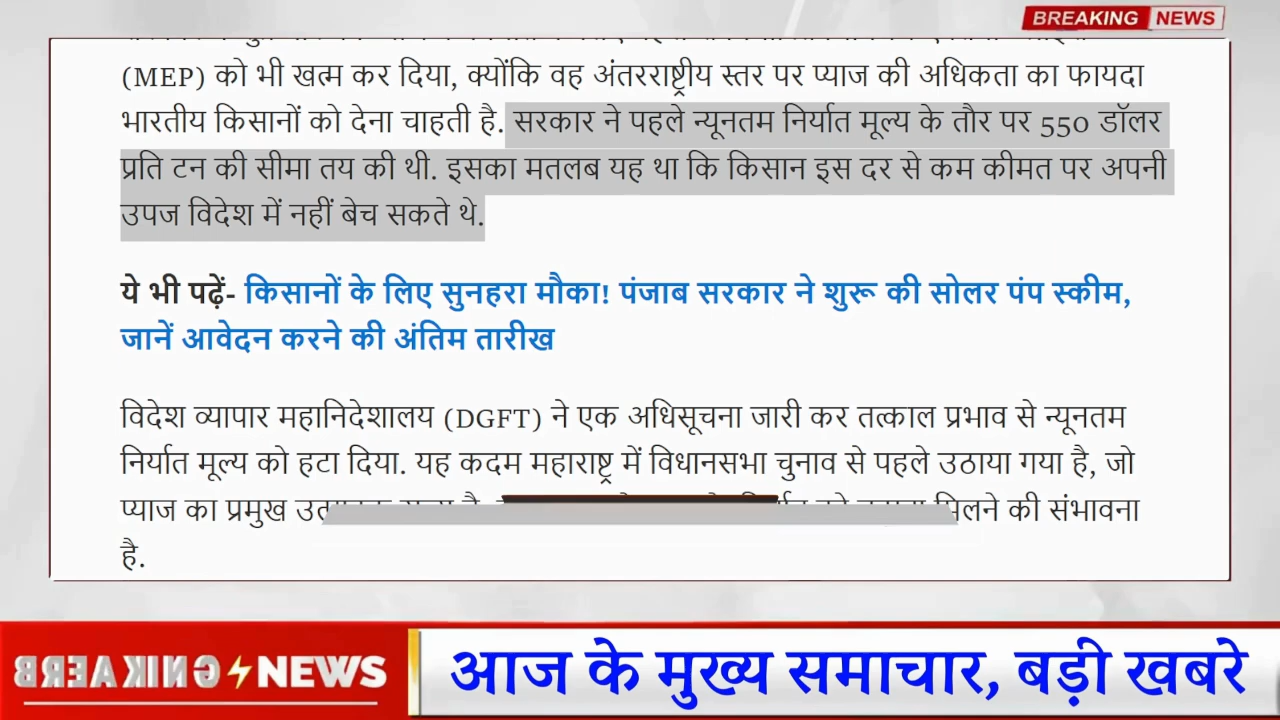 BREAKING NEWS
(MEP) को भी खत्म कर दिया, क्योंकि वह अंतरराष्ट्रीय स्तर पर प्याज की अधिकता का फायदा
भारतीय किसानों को देना चाहती है. सरकार ने पहले न्यूनतम निर्यात मूल्य के तौर पर 550 डॉलर
प्रति टन की सीमा तय की थी. इसका मतलब यह था कि किसान इस दर से कम कीमत पर अपनी
उपज विदेश में नहीं बेच सकते थे.
ये भी पढ़ें- किसानों के लिए सुनहरा मौका! पंजाब सरकार ने शुरू की सोलर पंप स्कीम,
जानें आवेदन करने की अंतिम तारीख
विदेश व्यापार महानिदेशालय (DGFT) ने एक अधिसूचना जारी कर तत्काल प्रभाव से न्यूनतम
निर्यात मूल्य को हटा दिया. यह कदम महाराष्ट्र में विधानसभा चुनाव से पहले उठाया गया है, जो
प्याज का प्रमुख की संभावना
है.
BREAKING NEWS
आज के मुख्य समाचार, बड़ी खबरे